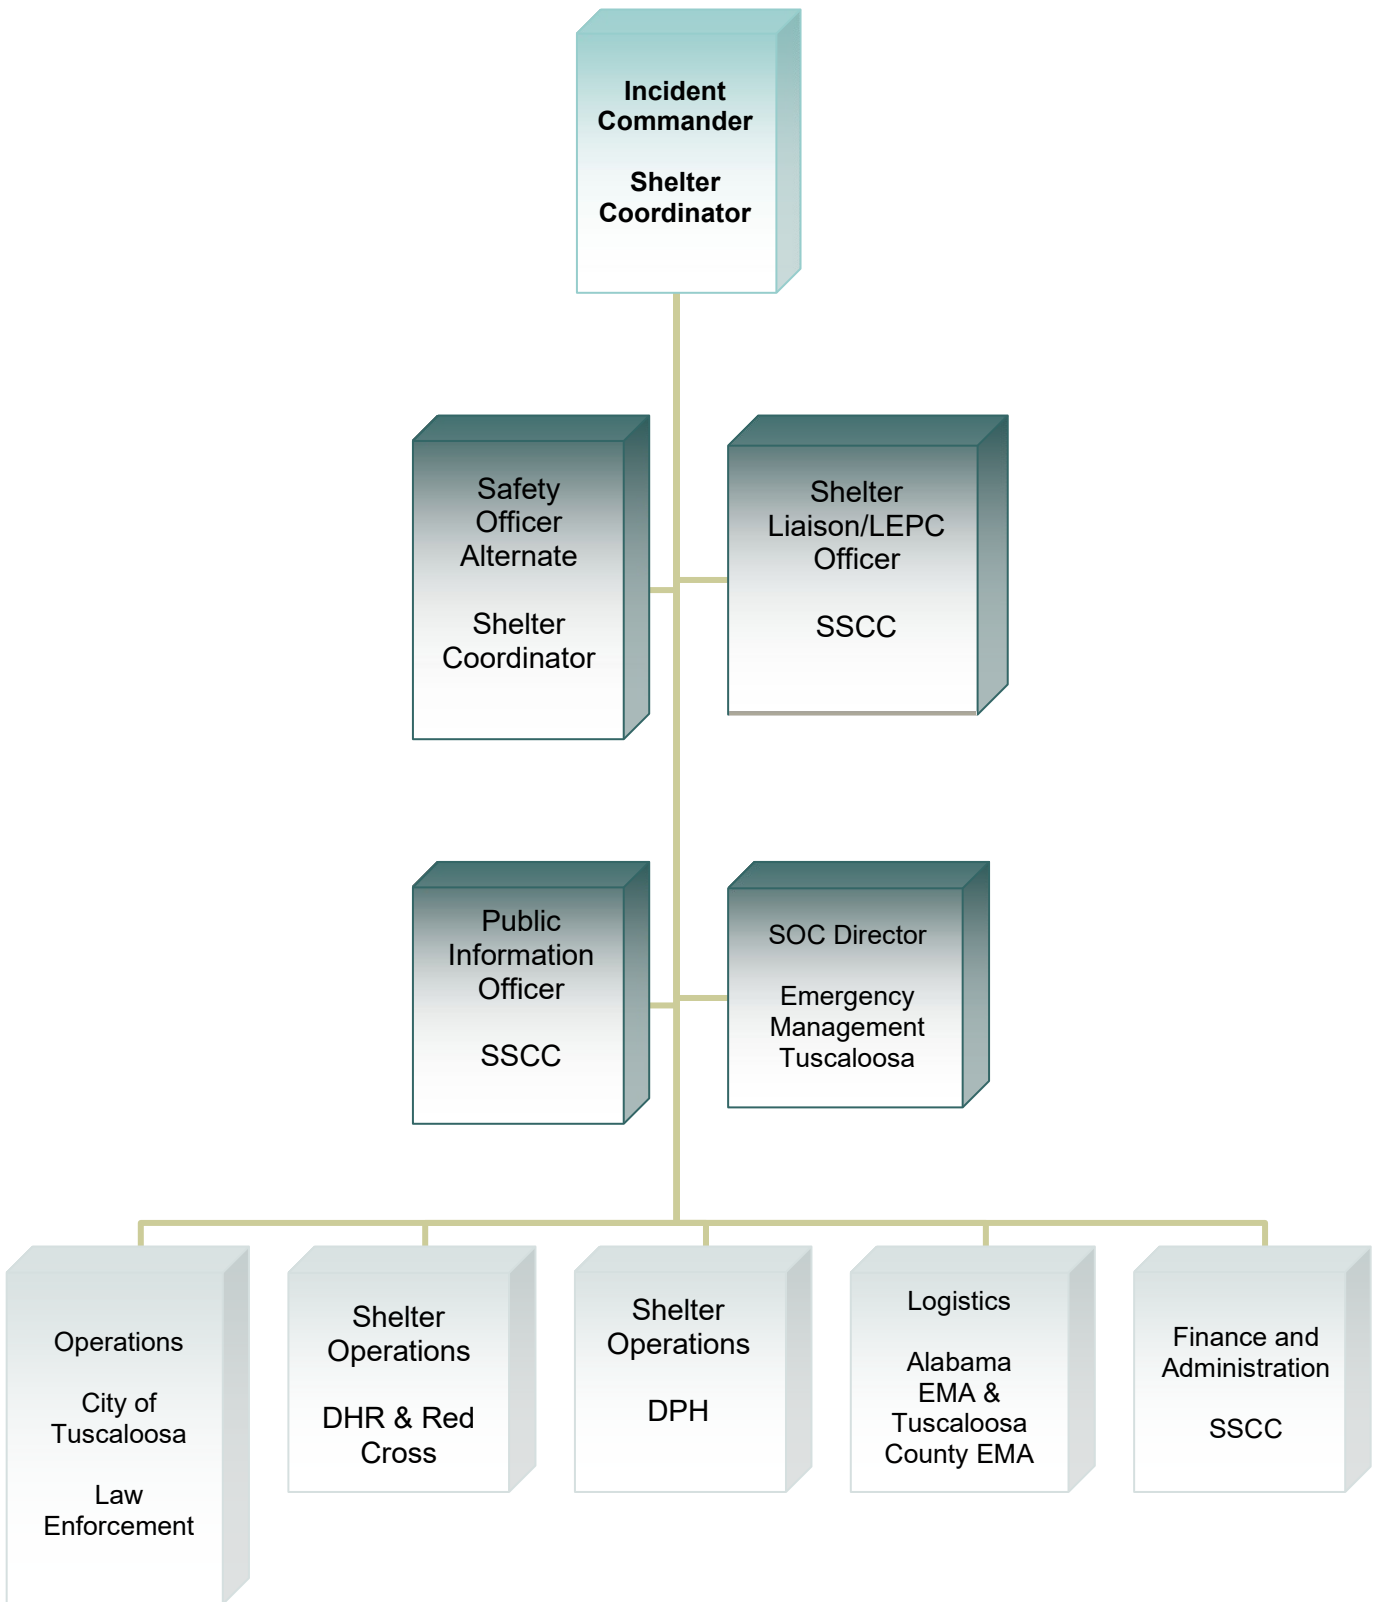 Incident
Commander
Shelter
Coordinator
Safety
Officer
Alternate
Shelter
Coordinator
Shelter
Liaison/LEPC
Officer
SSCC
Public
Information
Officer
SSCC
SOC Director
Emergency
Management
Tuscaloosa
Operations
City of
Tuscaloosa
Law
Enforcement
Shelter
Operations
DHR & Red
Cross
Shelter
Operations
DPH
Logistics
Alabama
EMA &
Tuscaloosa
County EMA
Finance and
Administration
SSCC